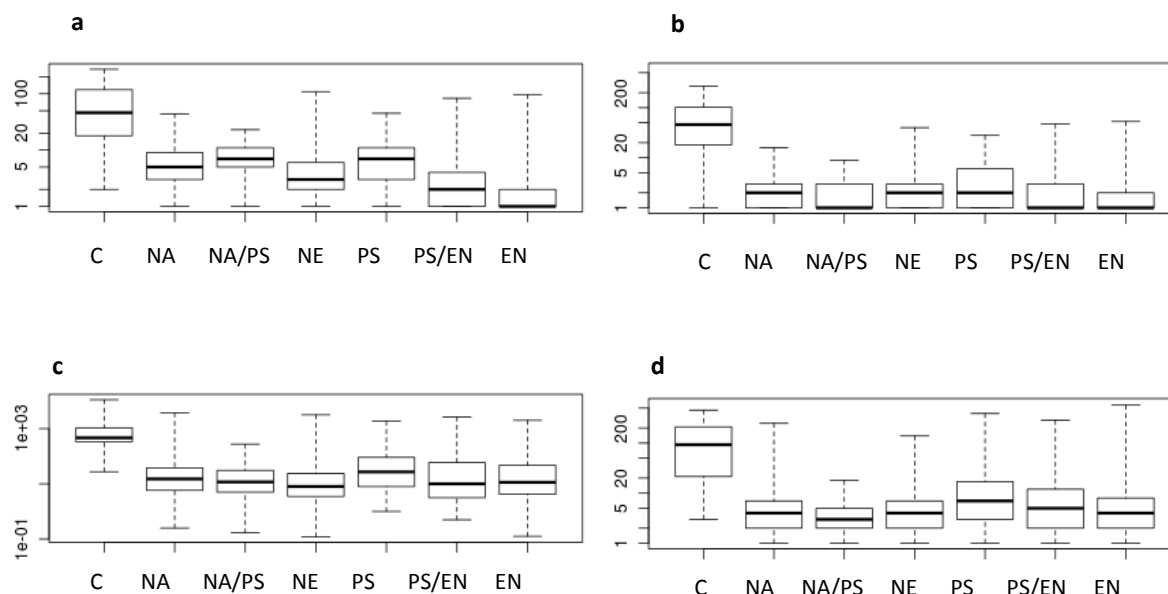 a
b
100
20
5
1
200
20
5
1
C NA NA/PS NE PS PS/EN EN
C NA NA/PS NE PS PS/EN EN
c
d
1e+03
1e-01
200
20
5
1
C NA NA/PS NE PS PS/EN EN
C NA NA/PS NE PS PS/EN EN